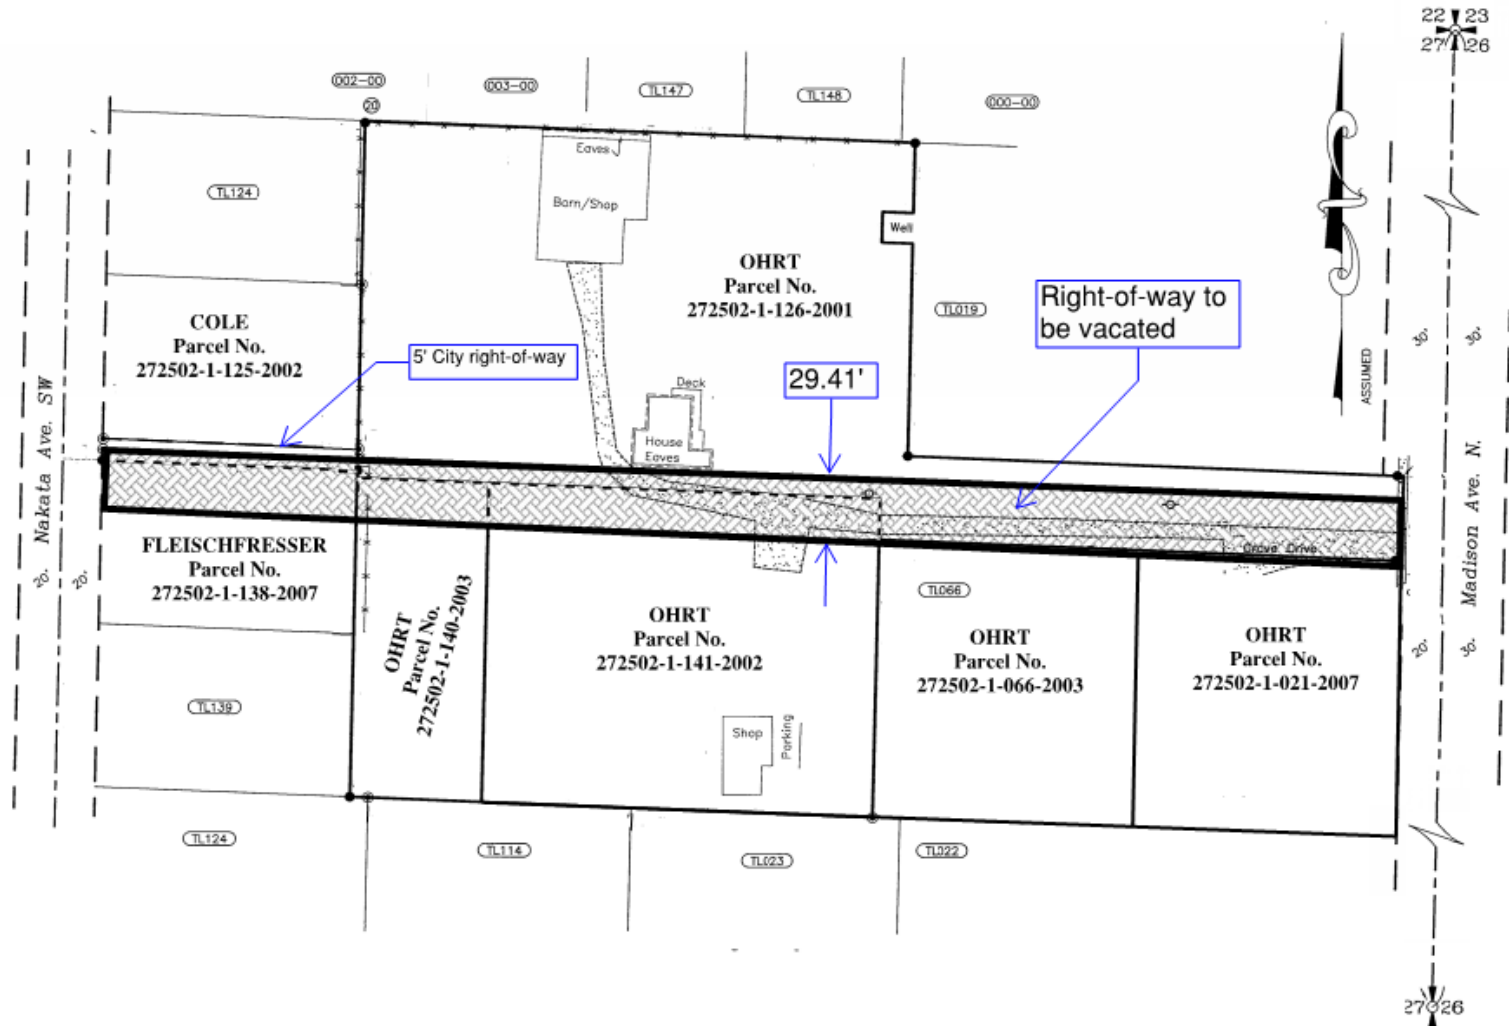 22 23
27 26
002-00
003-00
TL147
TL148
000-00
20
Eaves
TL124
Barn/Shop
Well
OHRT
Parcel No.
272502-1-126-2001
Right-of-way to
be vacated
TL019
COLE
Parcel No.
272502-1-125-2002
5' City right-of-way
29.41'
Deck
House
Eaves
ASSUMED
30'
30'
Nakata Ave. SW
20'
20'
Madison Ave. N.
20'
30'
Grove Drive
FLEISCHFRESSER
Parcel No.
272502-1-138-2007
OHRT
Parcel No.
272502-1-140-2003
OHRT
Parcel No.
272502-1-141-2002
TL066
OHRT
Parcel No.
272502-1-066-2003
OHRT
Parcel No.
272502-1-021-2007
TL139
Shop
Parking
TL124
TL114
TL023
TL022
27 26